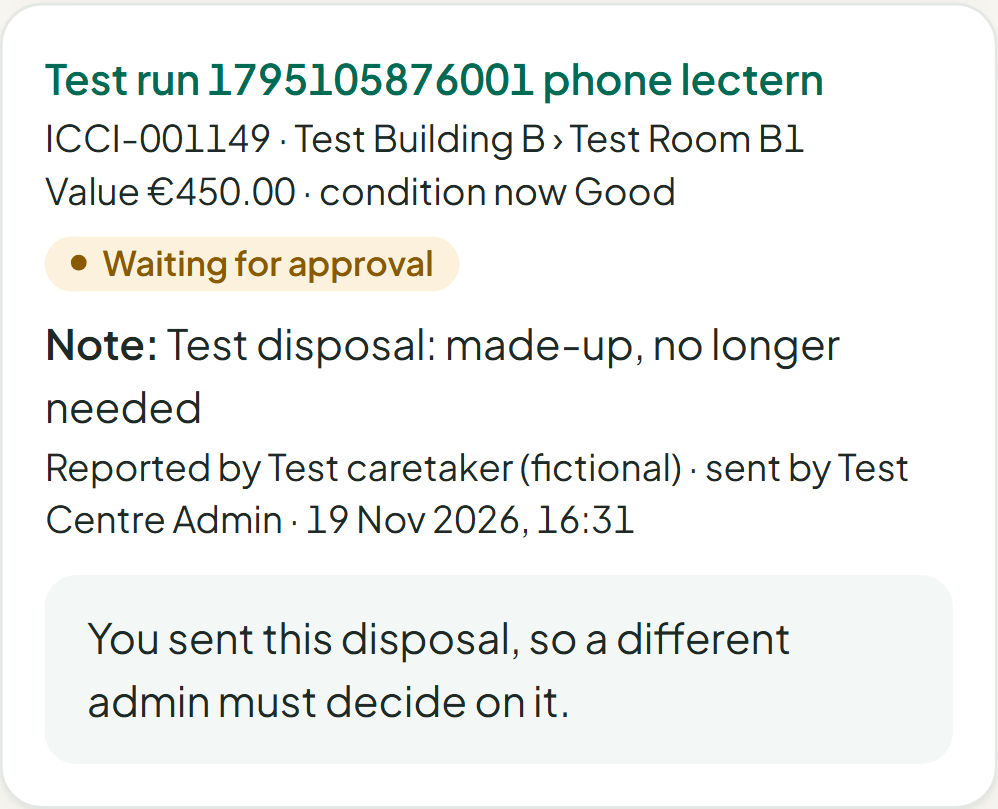 Test run 1795105876001 phone lectern
ICCI-001149 · Test Building B › Test Room B1
Value €450.00 · condition now Good
Waiting for approval
Note: Test disposal: made-up, no longer
needed
Reported by Test caretaker (fictional) · sent by Test
Centre Admin · 19 Nov 2026, 16:31
You sent this disposal, so a different
admin must decide on it.